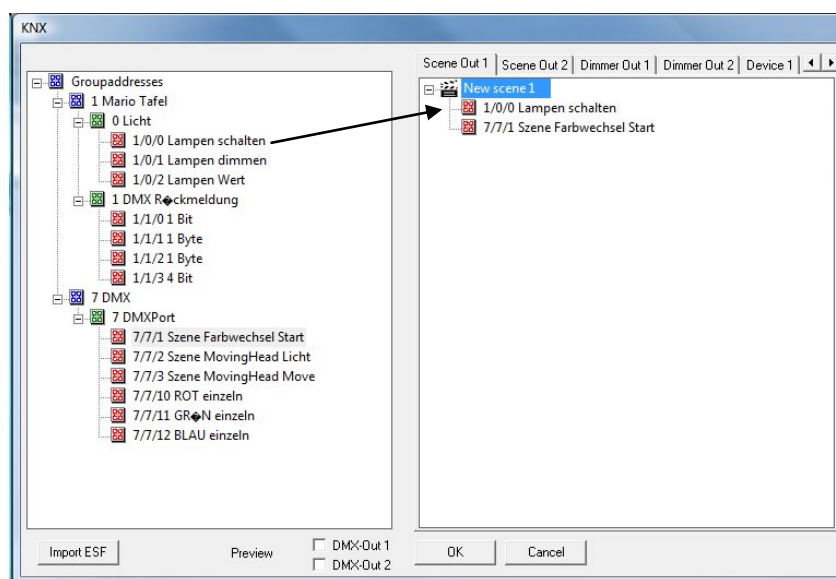 KNX
Groupaddresses
1 Mario Tafel
0 Licht
1/0/0 Lampen schalten
1/0/1 Lampen dimmen
1/0/2 Lampen Wert
1 DMX R�ckmeldung
1/1/0 1 Bit
1/1/1 1 Byte
1/1/2 1 Byte
1/1/3 4 Bit
7 DMX
7 DMXPort
7/7/1 Szene Farbwechsel Start
7/7/2 Szene MovingHead Licht
7/7/3 Szene MovingHead Move
7/7/10 ROT einzeln
7/7/11 GR�N einzeln
7/7/12 BLAU einzeln
Scene Out 1 Scene Out 2 Dimmer Out 1 Dimmer Out 2 Device 1
New scene 1
1/0/0 Lampen schalten
7/7/1 Szene Farbwechsel Start
Import ESF
Preview
DMX-Out 1
DMX-Out 2
OK
Cancel